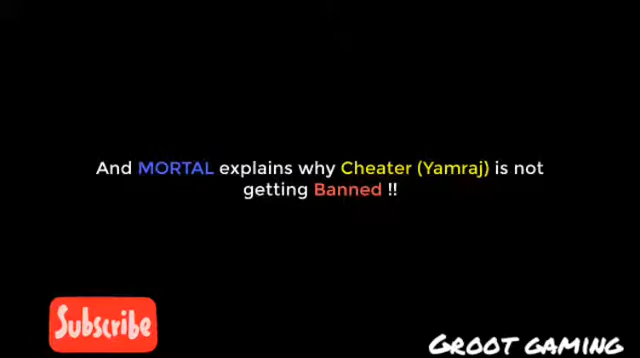 And MORTAL explains why Cheater (Yamraj) is not
getting Banned !!
Subscribe
GROOT GAMING